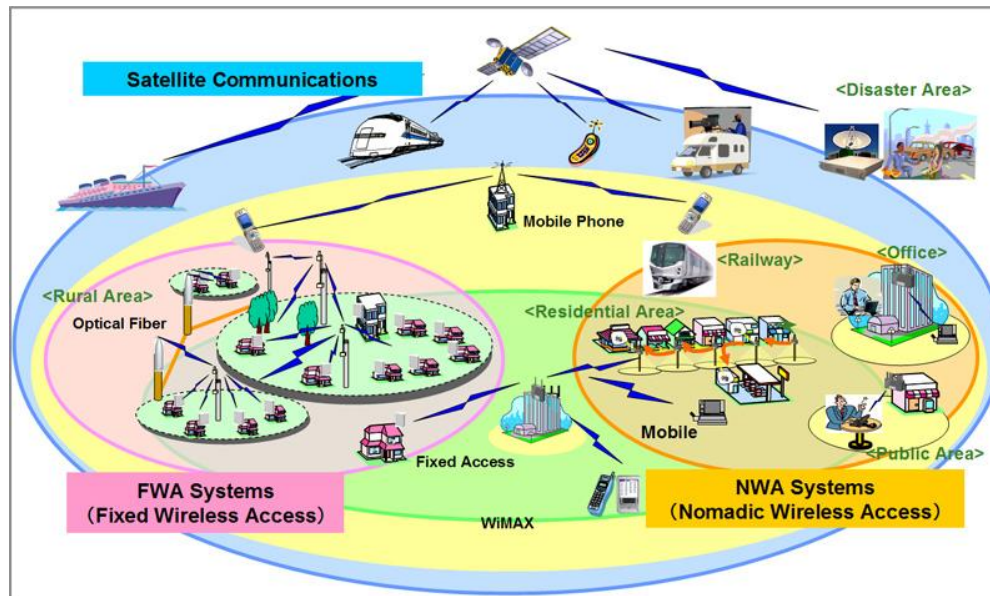 Satellite Communications
<Disaster Area>
Mobile Phone
<Railway>
<Office>
<Rural Area>
Optical Fiber
<Residential Area>
Mobile
Fixed Access
<Public Area>
FWA Systems
（Fixed Wireless Access）
WiMAX
NWA Systems
（Nomadic Wireless Access）